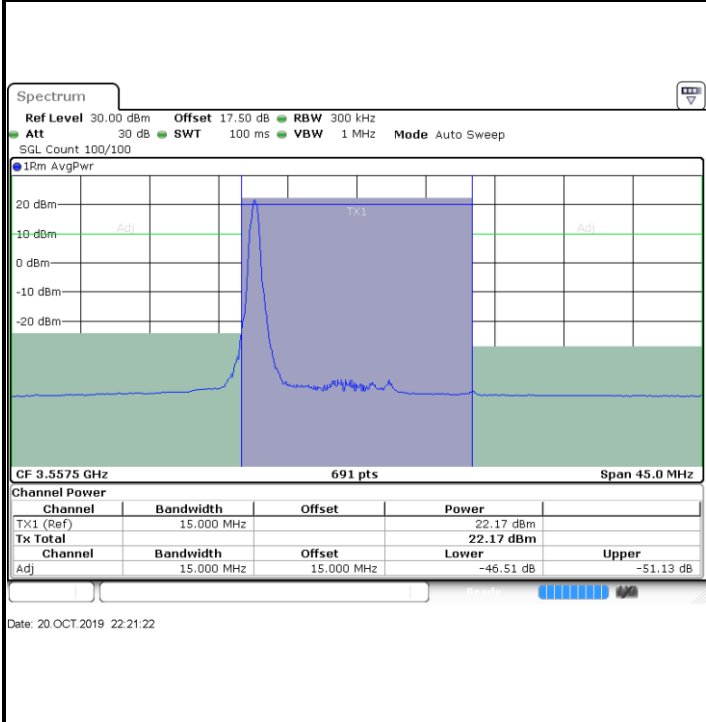 Spectrum
Ref Level 30.00 dBm Offset 17.50 dB RBW 300 kHz
Att 30 dB SWT 100 ms VBW 1 MHz Mode Auto Sweep
SGL Count 100/100
1Rm AvgPwr
20 dBm
TX1
Adj
Adj
10 dBm
0 dBm
-10 dBm
-20 dBm
CF 3.5575 GHz 691 pts Span 45.0 MHz
Channel Power
Channel Bandwidth Offset Power
TX1 (Ref) 15.000 MHz 22.17 dBm
Tx Total 22.17 dBm
Channel Bandwidth Offset Lower Upper
Adj 15.000 MHz 15.000 MHz -46.51 dB -51.13 dB
Ready
Date: 20.OCT.2019 22:21:22